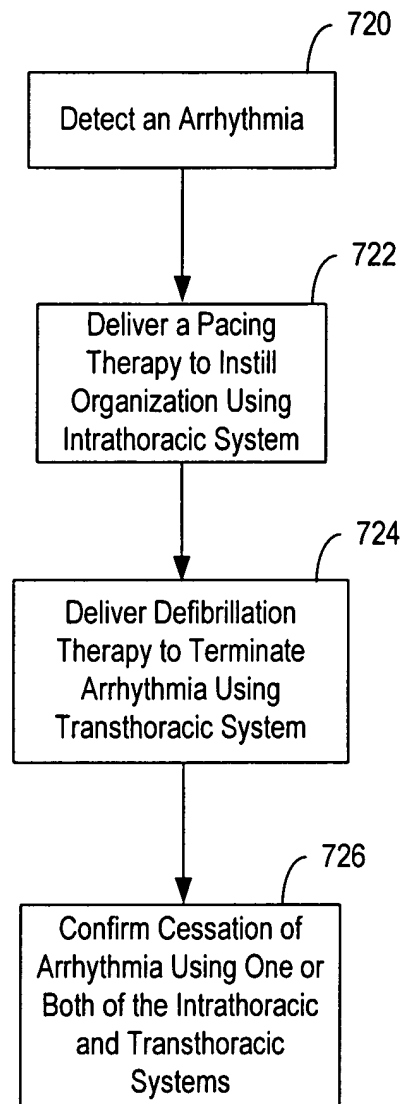 720
Detect an Arrhythmia
722
Deliver a Pacing
Therapy to Instill
Organization Using
Intrathoracic System
724
Deliver Defibrillation
Therapy to Terminate
Arrhythmia Using
Transthoracic System
726
Confirm Cessation of
Arrhythmia Using One or
Both of the Intrathoracic
and Transthoracic
Systems